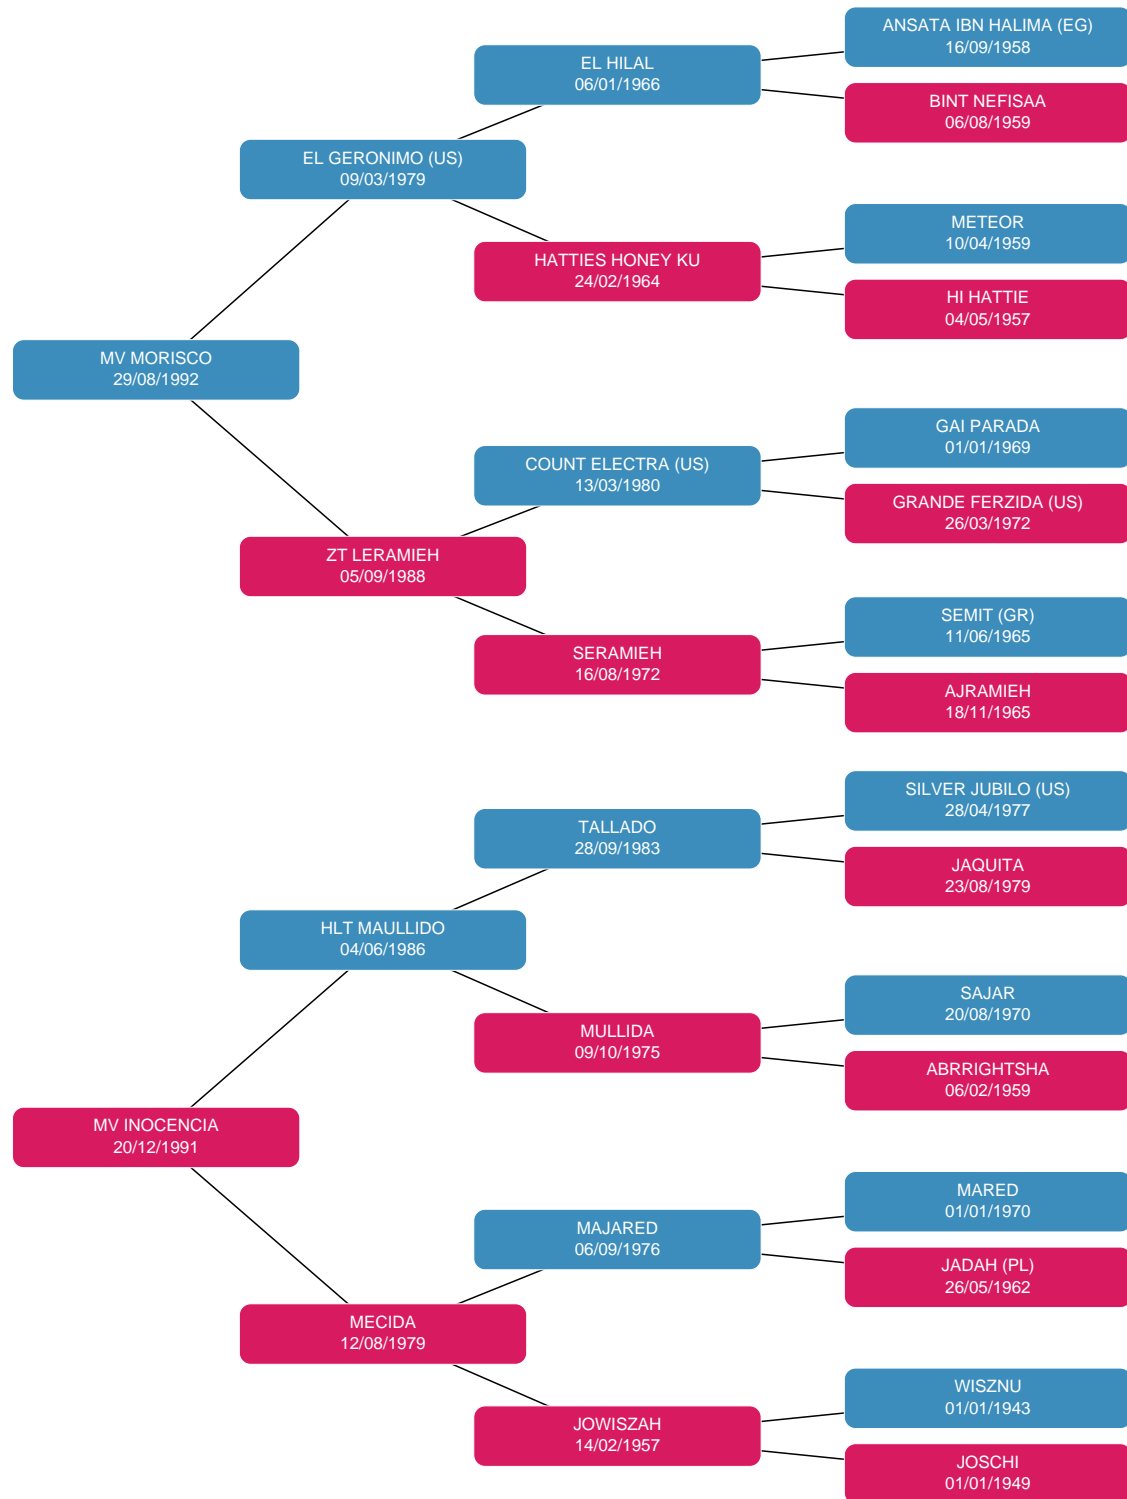 ANSATA IBN HALIMA (EG)
16/09/1958
EL HILAL
06/01/1966
BINT NEFISAA
06/08/1959
EL GERONIMO (US)
09/03/1979
METEOR
10/04/1959
HATTIES HONEY KU
24/02/1964
HI HATTIE
04/05/1957
MV MORISCO
29/08/1992
GAI PARADA
01/01/1969
COUNT ELECTRA (US)
13/03/1980
GRANDE FERZIDA (US)
26/03/1972
ZT LERAMIEH
05/09/1988
SEMIT (GR)
11/06/1965
SERAMIEH
16/08/1972
AJRAMIEH
18/11/1965
SILVER JUBILO (US)
28/04/1977
TALLADO
28/09/1983
JAQUITA
23/08/1979
HLT MAULLIDO
04/06/1986
SAJAR
20/08/1970
MULLIDA
09/10/1975
ABRRIGHTSHA
06/02/1959
MV INOCENCIA
20/12/1991
MARED
01/01/1970
MAJARED
06/09/1976
JADAH (PL)
26/05/1962
MECIDA
12/08/1979
WISZNU
01/01/1943
JOWISZAH
14/02/1957
JOSCHI
01/01/1949